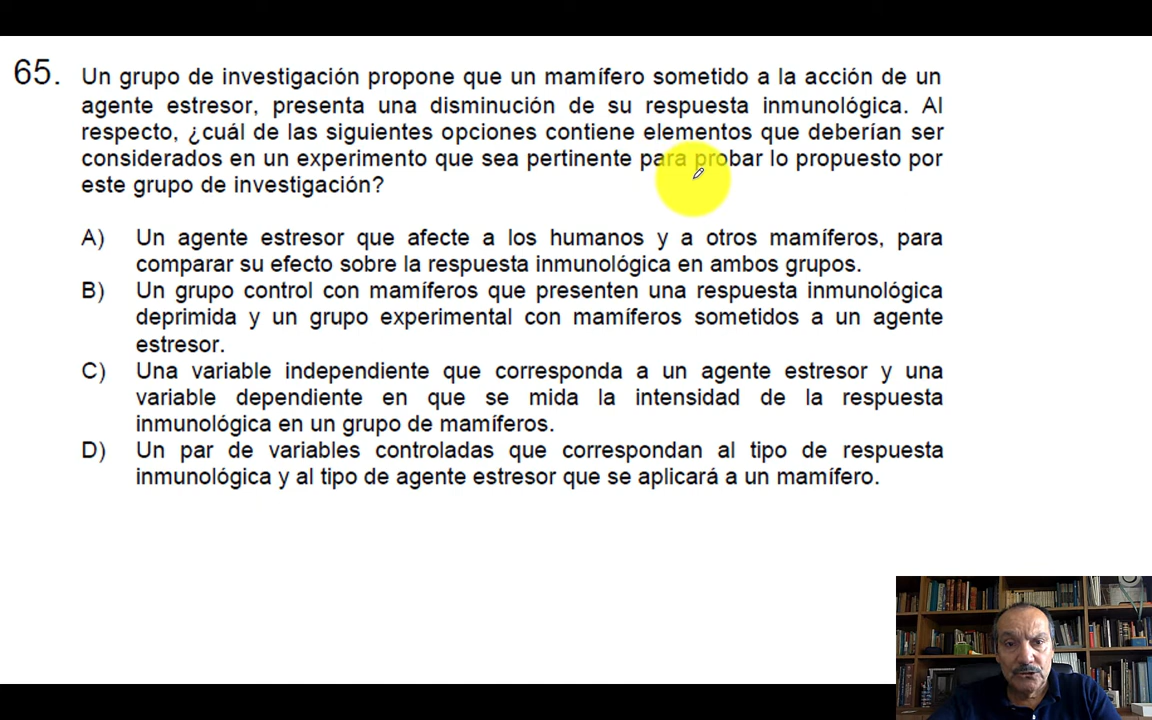 65. Un grupo de investigación propone que un mamífero sometido a la acción de un
agente estresor, presenta una disminución de su respuesta inmunológica. Al
respecto, ¿cuál de las siguientes opciones contiene elementos que deberían ser
considerados en un experimento que sea pertinente para probar lo propuesto por
este grupo de investigación?
A) Un agente estresor que afecte a los humanos y a otros mamíferos, para
comparar su efecto sobre la respuesta inmunológica en ambos grupos.
B) Un grupo control con mamíferos que presenten una respuesta inmunológica
deprimida y un grupo experimental con mamíferos sometidos a un agente
estresor.
C) Una variable independiente que corresponda a un agente estresor y una
variable dependiente en que se mida la intensidad de la respuesta
inmunológica en un grupo de mamíferos.
D) Un par de variables controladas que correspondan al tipo de respuesta
inmunológica y al tipo de agente estresor que se aplicará a un mamífero.